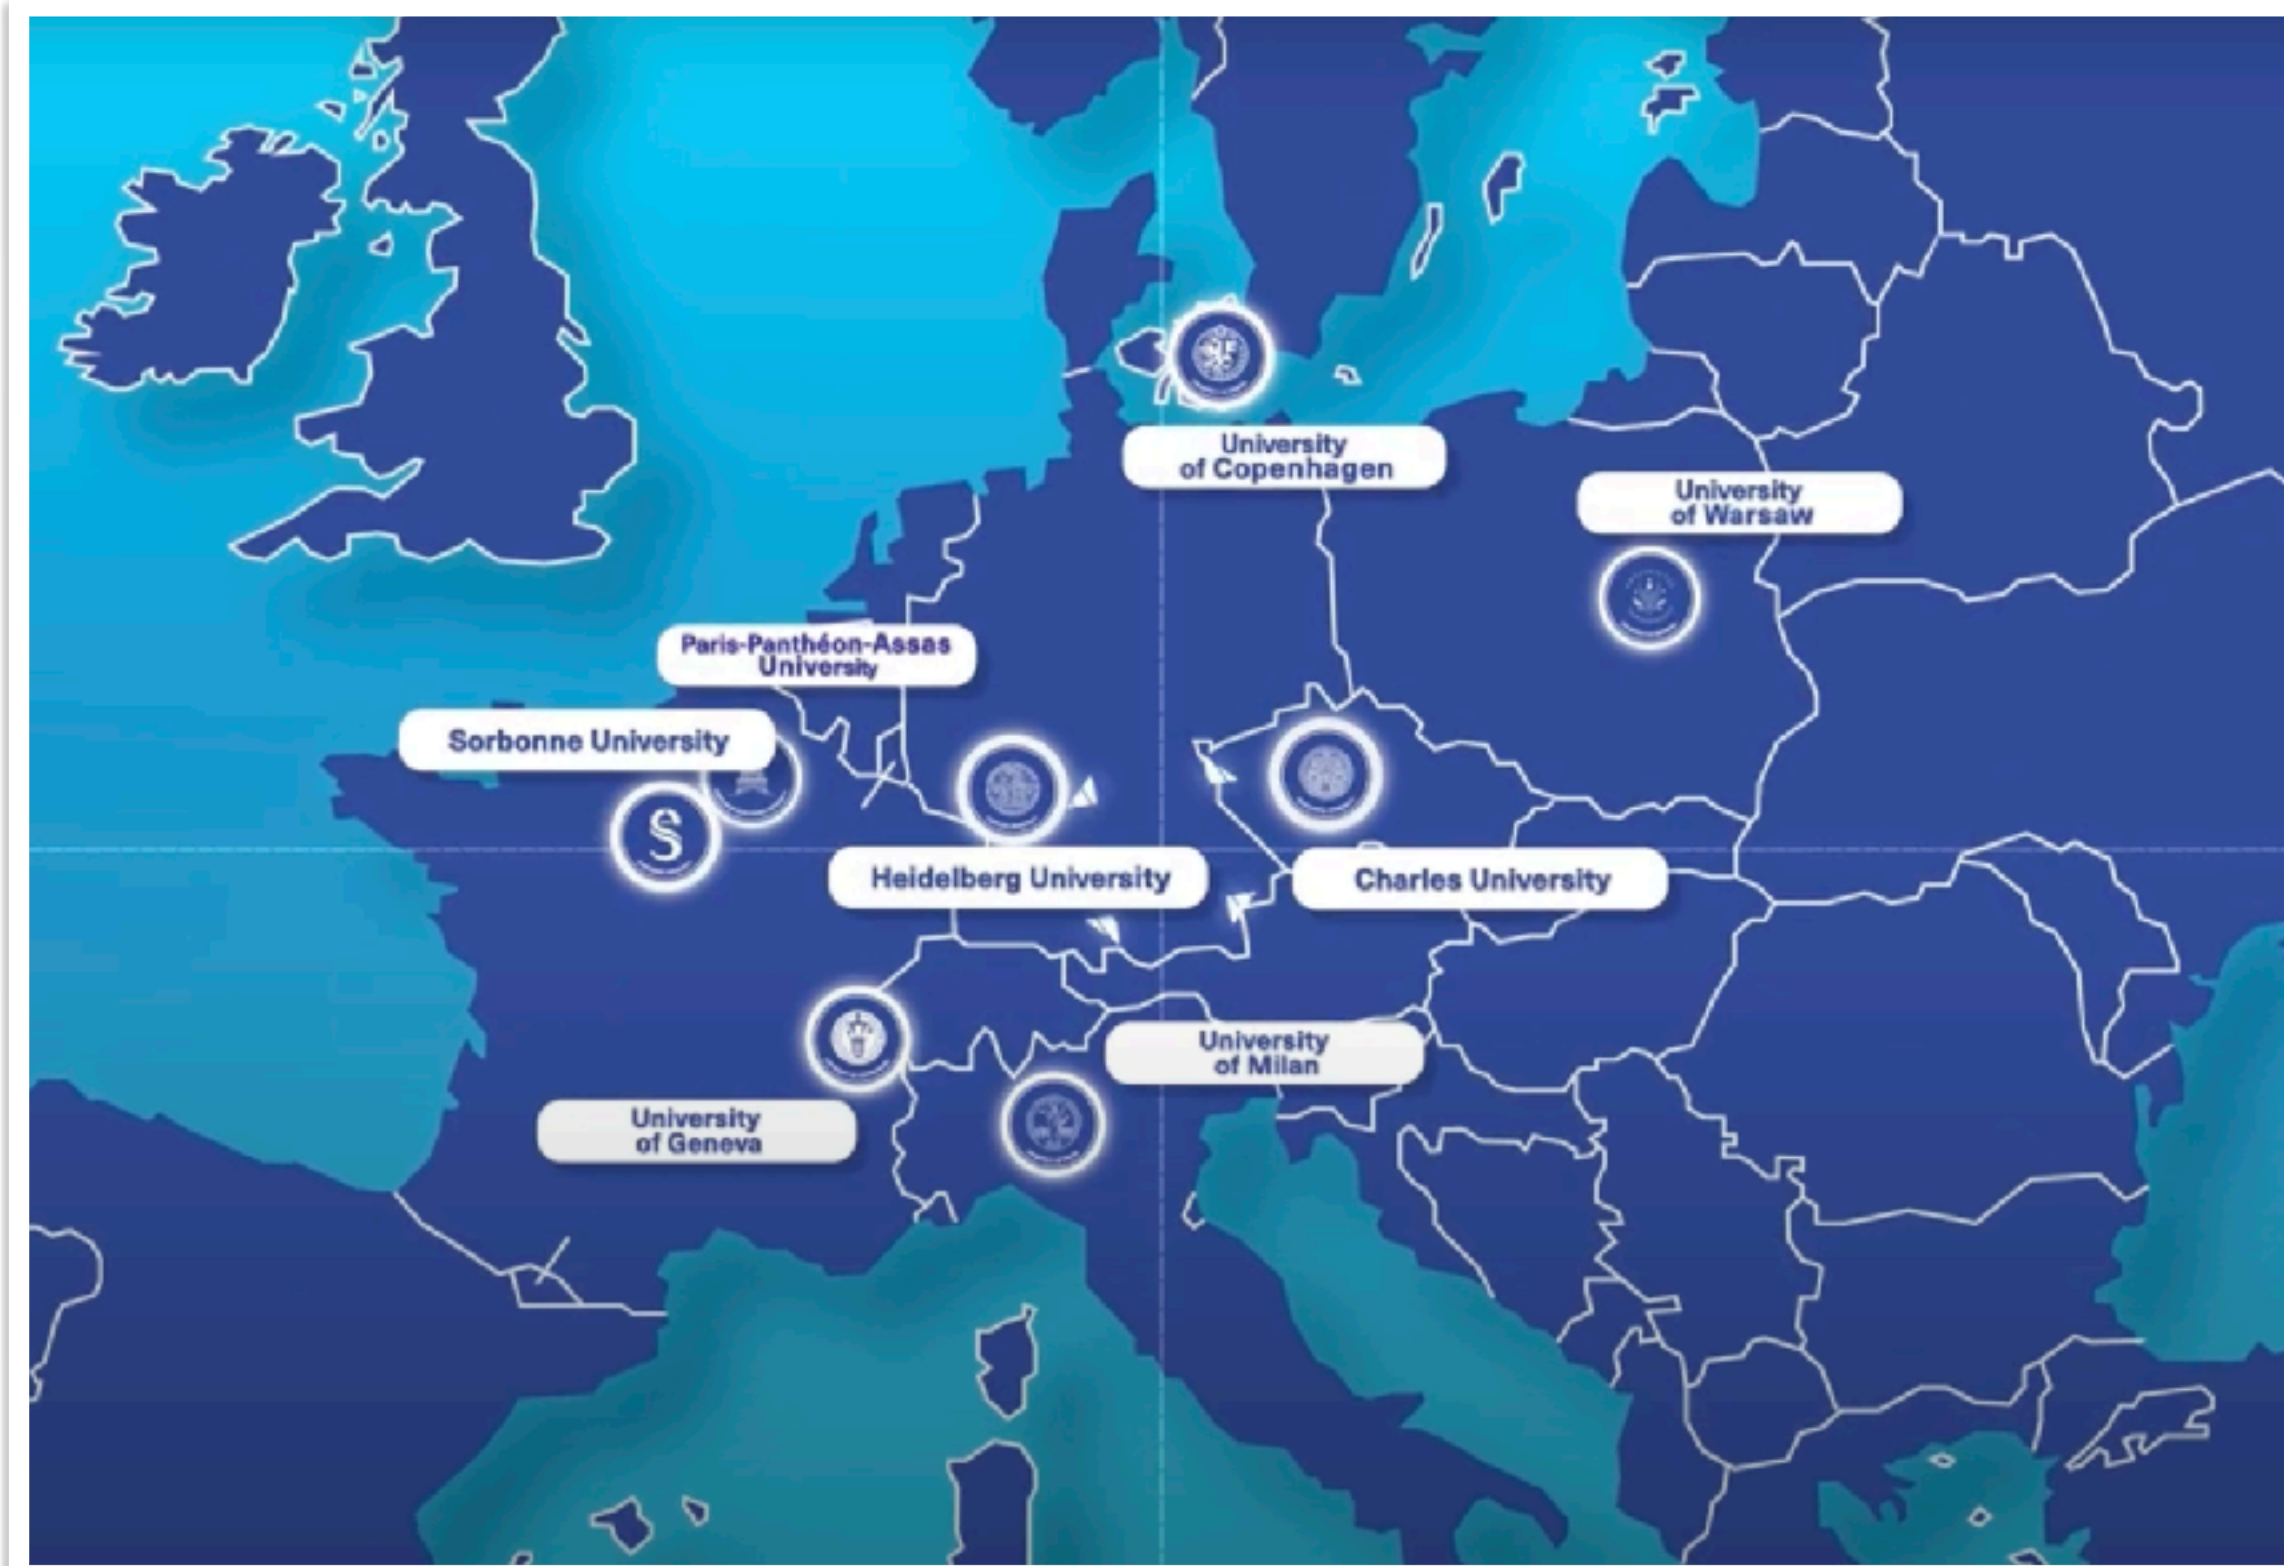 University
of Copenhagen
University
of Warsaw
Paris-Panthéon-Assas
University
Sorbonne University
S
Heidelberg University
Charles University
University
of Milan
University
of Geneva